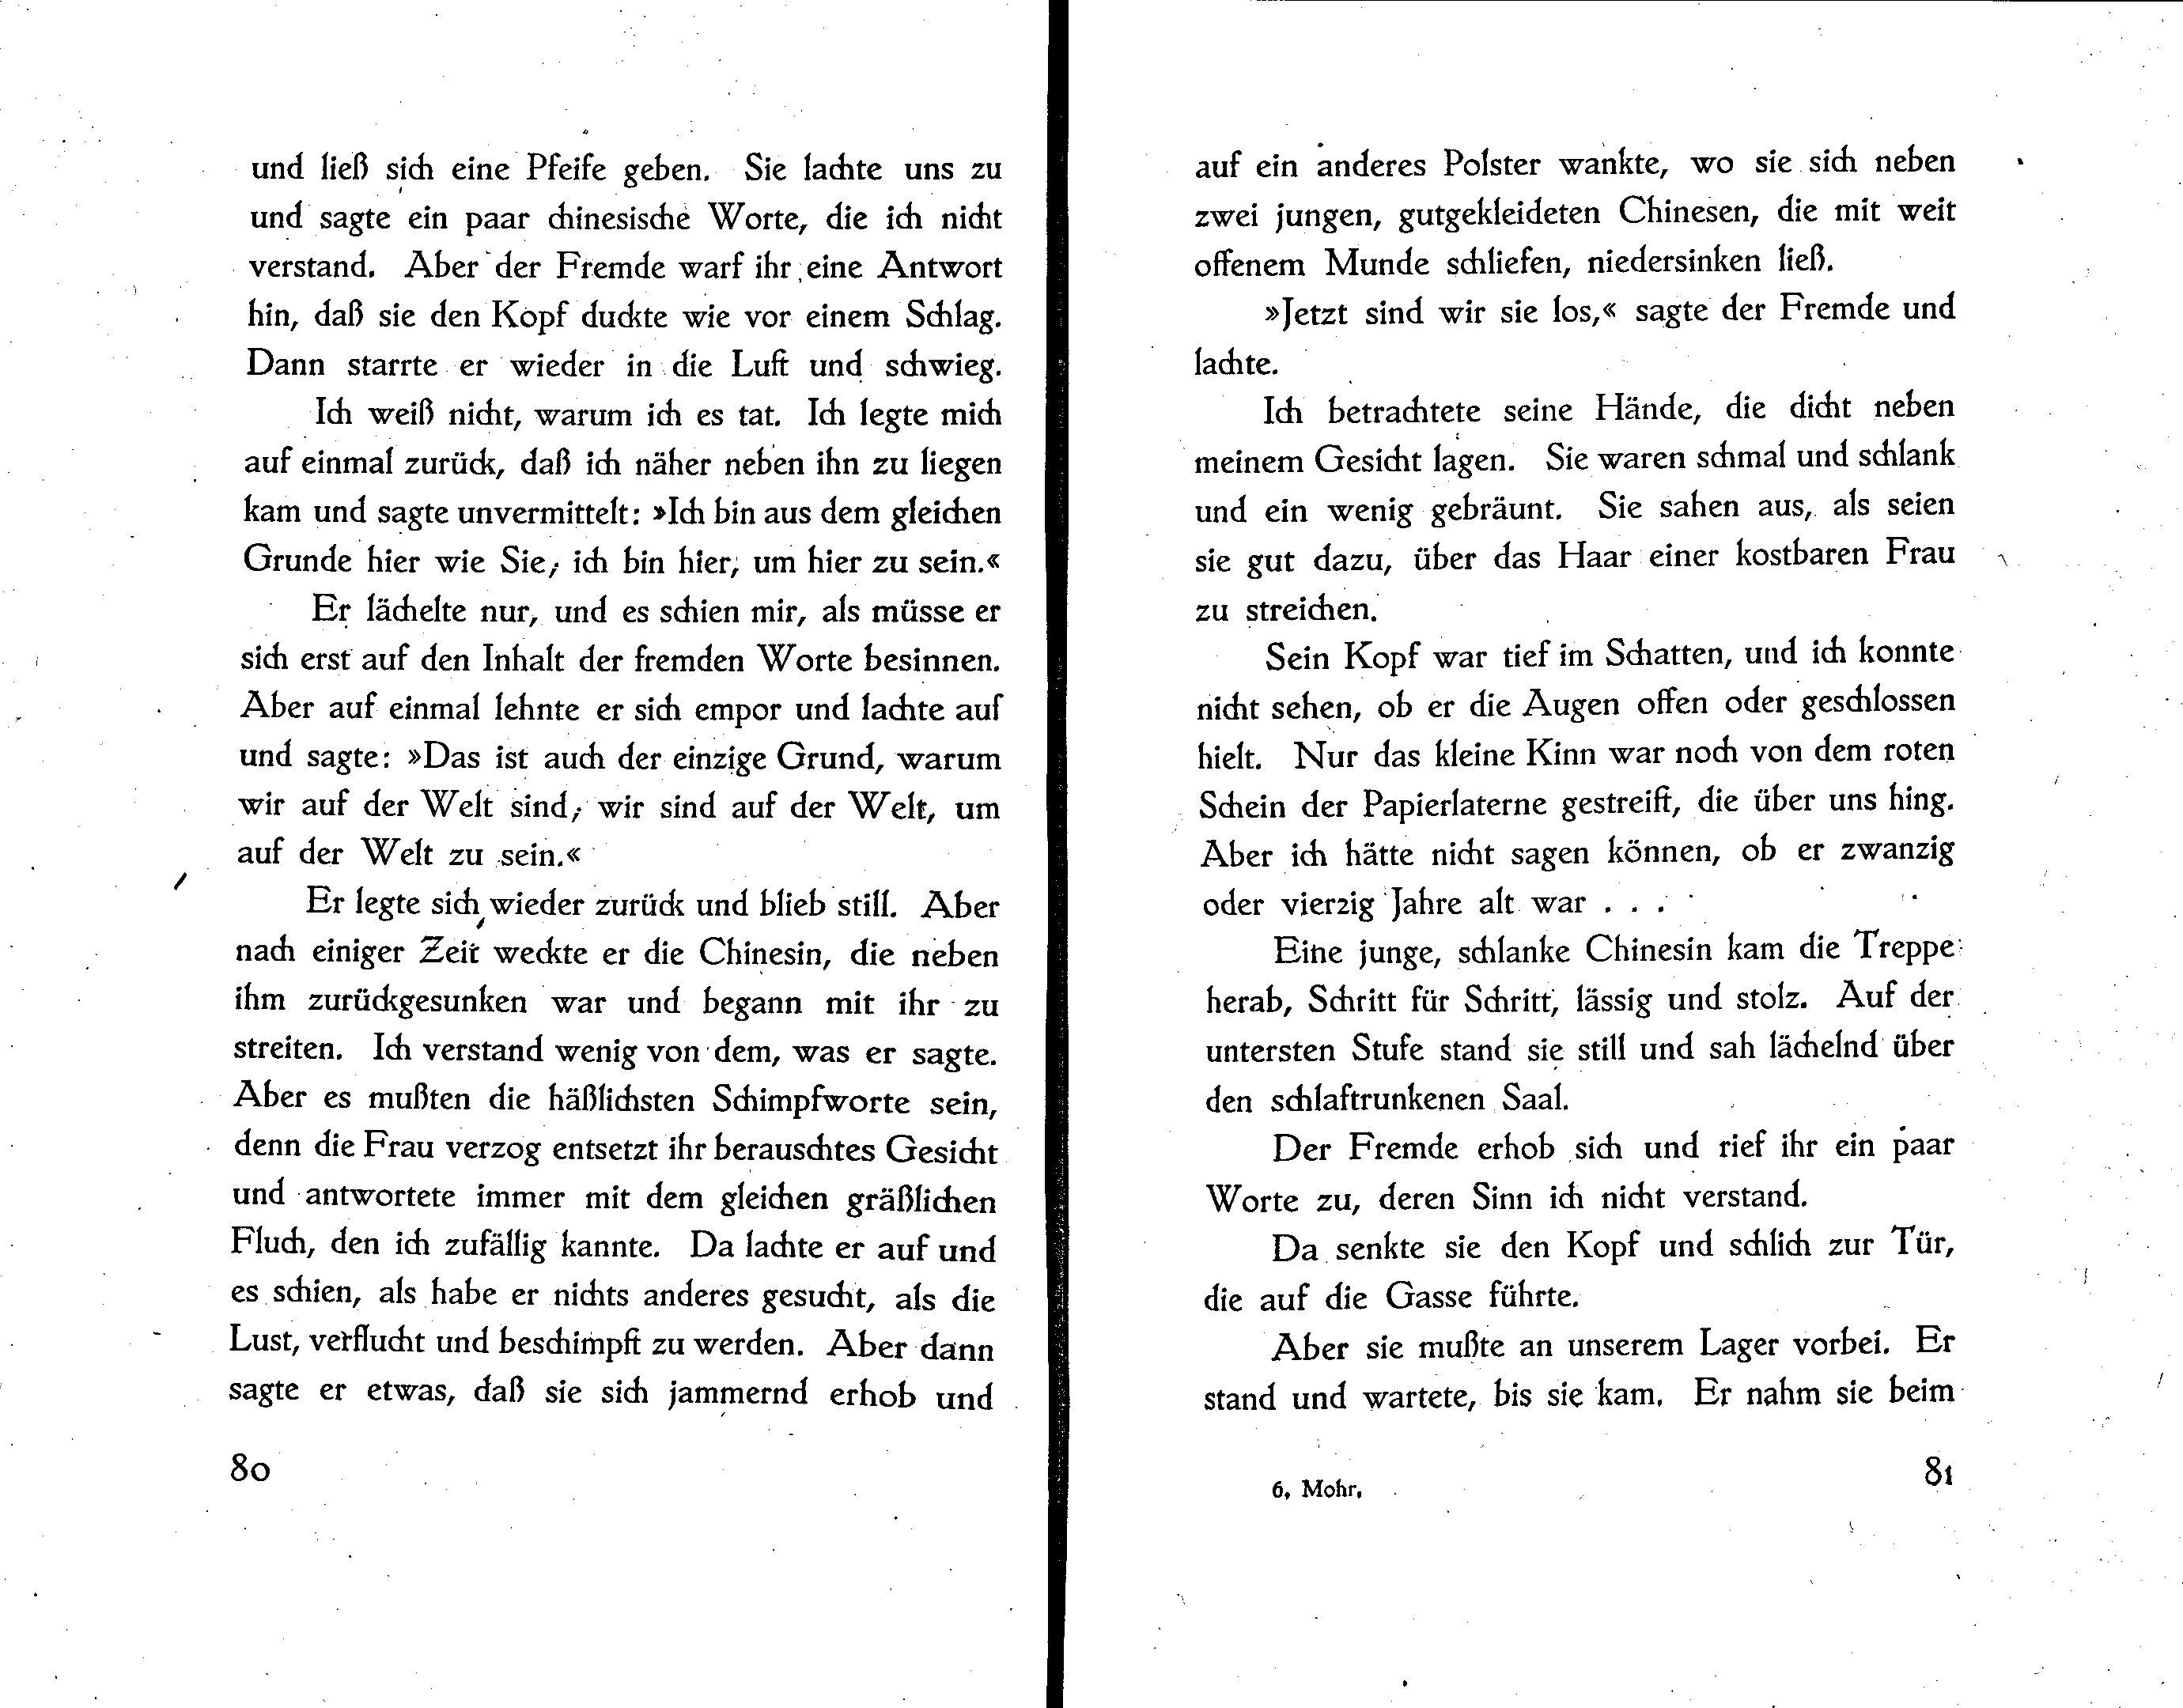 und ließ sich eine Pfeife geben. Sie lachte uns zu
und sagte ein paar chinesische Worte, die ich nicht
verstand. Aber der Fremde warf ihr eine Antwort
hin, daß sie den Kopf duckte wie vor einem Schlag.
Dann starrte er wieder in die Luft und schwieg.
Ich weiß nicht, warum ich es tat. Ich legte mich
auf einmal zurück, daß ich näher neben ihn zu liegen
kam und sagte unvermittelt: »Ich bin aus dem gleichen
Grunde hier wie Sie; ich bin hier, um hier zu sein.«
Er lächelte nur, und es schien mir, als müsse er
sich erst auf den Inhalt der fremden Worte besinnen.
Aber auf einmal lehnte er sich empor und lachte auf
und sagte: »Das ist auch der einzige Grund, warum
wir auf der Welt sind; wir sind auf der Welt, um
auf der Welt zu sein.«
Er legte sich wieder zurück und blieb still. Aber
nach einiger Zeit weckte er die Chinesin, die neben
ihm zurückgesunken war und begann mit ihr zu
streiten. Ich verstand wenig von dem, was er sagte.
Aber es mußten die häßlichsten Schimpfworte sein,
denn die Frau verzog entsetzt ihr berauschtes Gesicht
und antwortete immer mit dem gleichen gräßlichen
Fluch, den ich zufällig kannte. Da lachte er auf und
es schien, als habe er nichts anderes gesucht, als die
Lust, verflucht und beschimpft zu werden. Aber dann
sagte er etwas, daß sie sich jammernd erhob und
80
auf ein anderes Polster wankte, wo sie sich neben
zwei jungen, gutgekleideten Chinesen, die mit weit
offenem Munde schliefen, niedersinken ließ.
»Jetzt sind wir sie los,« sagte der Fremde und
lachte.
Ich betrachtete seine Hände, die dicht neben
meinem Gesicht lagen. Sie waren schmal und schlank
und ein wenig gebräunt. Sie sahen aus, als seien
sie gut dazu, über das Haar einer kostbaren Frau
zu streichen.
Sein Kopf war tief im Schatten, und ich konnte
nicht sehen, ob er die Augen offen oder geschlossen
hielt. Nur das kleine Kinn war noch von dem roten
Schein der Papierlaterne gestreift, die über uns hing.
Aber ich hätte nicht sagen können, ob er zwanzig
oder vierzig Jahre alt war . . .
Eine junge, schlanke Chinesin kam die Treppe
herab, Schritt für Schritt, lässig und stolz. Auf der
untersten Stufe stand sie still und sah lächelnd über
den schlaftrunkenen Saal.
Der Fremde erhob sich und rief ihr ein paar
Worte zu, deren Sinn ich nicht verstand.
Da senkte sie den Kopf und schlich zur Tür,
die auf die Gasse führte.
Aber sie mußte an unserem Lager vorbei. Er
stand und wartete, bis sie kam. Er nahm sie beim
6, Mohr,
81